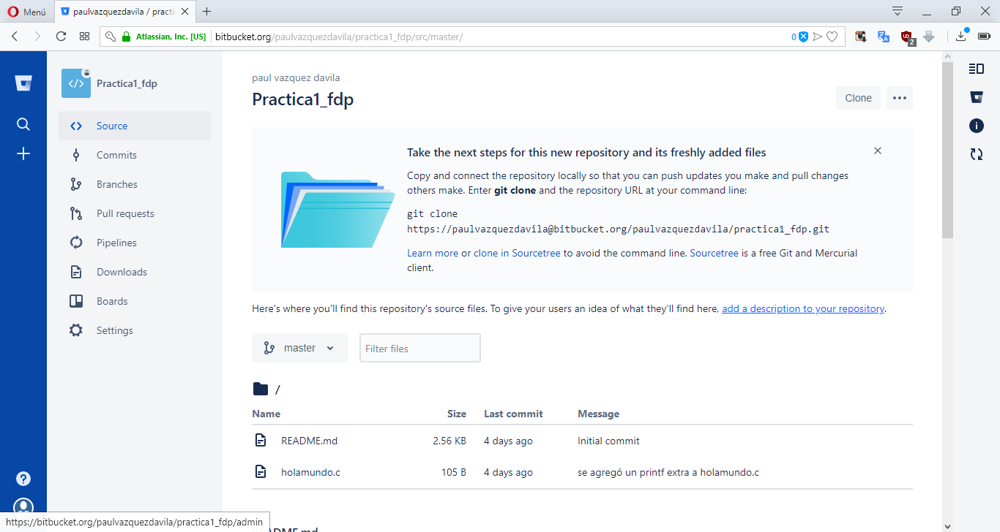 Menú
paulvazquezdavila / practi
Atlassian, Inc. [US]
bitbucket.org/paulvazquezdavila/practica1_fdp/src/master/
0
2
Practica1_fdp
Source
Commits
Branches
Pull requests
Pipelines
Downloads
Boards
Settings
paul vazquez davila
Practica1_fdp
Clone
Take the next steps for this new repository and its freshly added files
Copy and connect the repository locally so that you can push updates you make and pull changes
others make. Enter git clone and the repository URL at your command line:
git clone
https://paulvazquezdavila@bitbucket.org/paulvazquezdavila/practica1_fdp.git
Learn more or clone in Sourcetree to avoid the command line. Sourcetree is a free Git and Mercurial
client.
Here's where you'll find this repository's source files. To give your users an idea of what they'll find here, add a description to your repository.
master
Filter files
/
Name Size Last commit Message
README.md 2.56 KB 4 days ago Initial commit
holamundo.c 105 B 4 days ago se agregó un printf extra a holamundo.c
https://bitbucket.org/paulvazquezdavila/practica1_fdp/admin